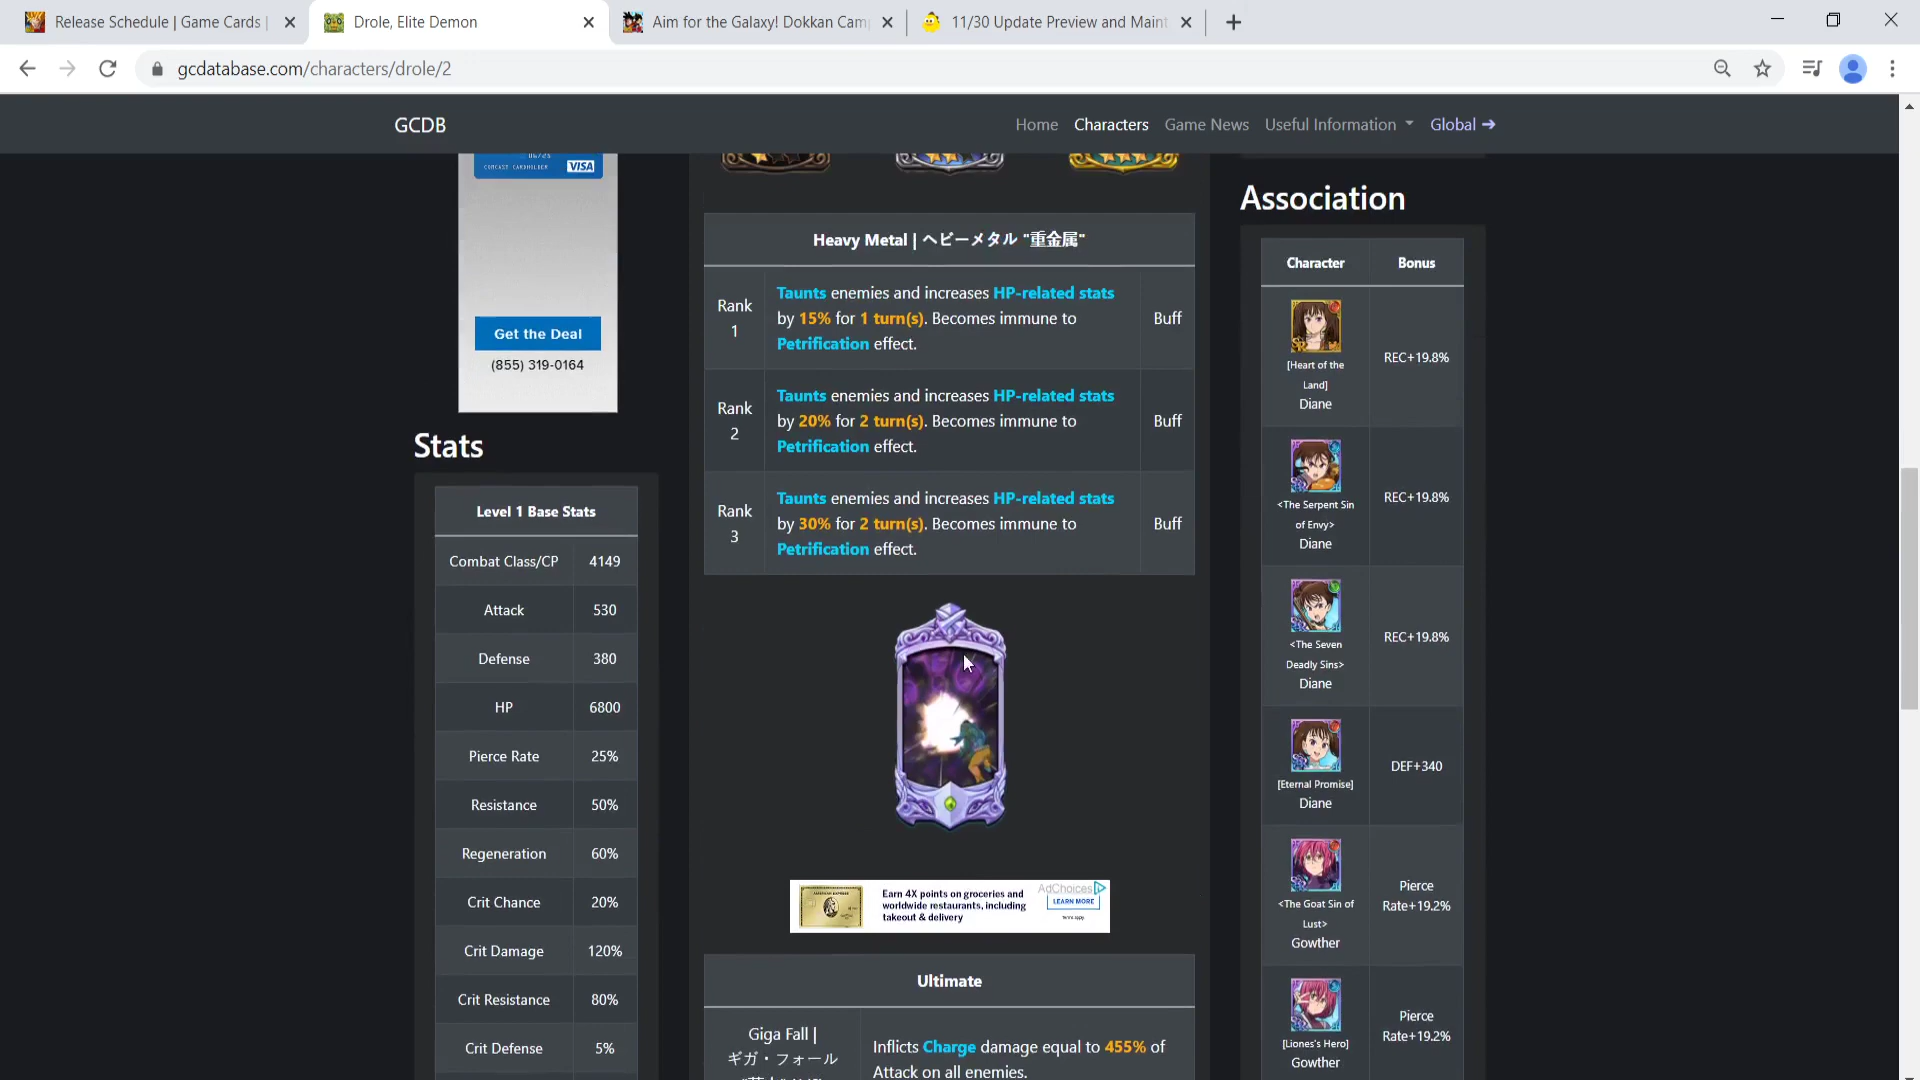 Release Schedule | Game Cards |
Drole, Elite Demon
Aim for the Galaxy! Dokkan Cam
11/30 Update Preview and Maint
gcdatabase.com/characters/drole/2
GCDB
Home
Characters
Game News
Useful Information
Global →
COMCAST CARDHOLDER
VISA
Get the Deal
(855) 319-0164
Stats
Level 1 Base Stats
Combat Class/CP 4149
Attack 530
Defense 380
HP 6800
Pierce Rate 25%
Resistance 50%
Regeneration 60%
Crit Chance 20%
Crit Damage 120%
Crit Resistance 80%
Crit Defense 5%
Heavy Metal | ヘビーメタル "重金属"
Rank 1
Taunts enemies and increases HP-related stats
by 15% for 1 turn(s). Becomes immune to
Petrification effect.
Buff
Rank 2
Taunts enemies and increases HP-related stats
by 20% for 2 turn(s). Becomes immune to
Petrification effect.
Buff
Rank 3
Taunts enemies and increases HP-related stats
by 30% for 2 turn(s). Becomes immune to
Petrification effect.
Buff
Earn 4X points on groceries and
worldwide restaurants, including
takeout & delivery
AdChoices
LEARN MORE
Terms apply
Ultimate
Giga Fall |
ギガ・フォール
Inflicts Charge damage equal to 455% of
Attack on all enemies.
Association
Character Bonus
SR
[Heart of the
Land]
Diane
REC+19.8%
<The Serpent Sin
of Envy>
Diane
REC+19.8%
<The Seven
Deadly Sins>
Diane
REC+19.8%
[Eternal Promise]
Diane
DEF+340
<The Goat Sin of
Lust>
Gowther
Pierce
Rate+19.2%
[Liones's Hero]
Gowther
Pierce
Rate+19.2%